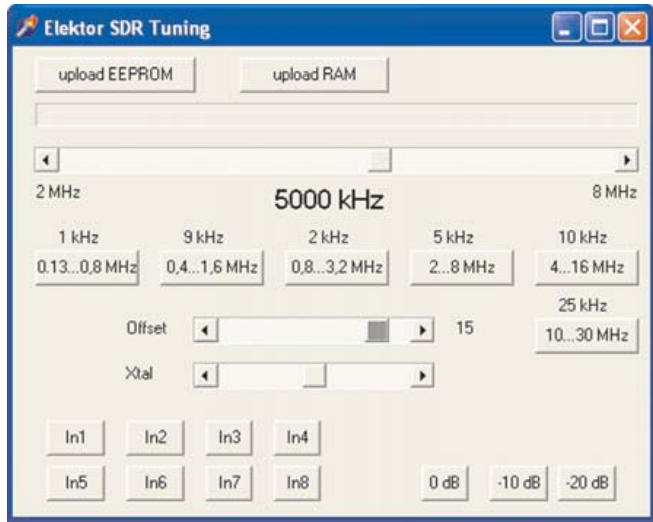 Elektor SDR Tuning
upload EEPROM upload RAM
2 MHz 5000 kHz 8 MHz
1 kHz 9 kHz 2 kHz 5 kHz 10 kHz
0.13...0,8 MHz 0,4...1,6 MHz 0,8...3,2 MHz 2...8 MHz 4...16 MHz
25 kHz
Offset 15 10...30 MHz
Xtal
In1 In2 In3 In4
In5 In6 In7 In8 0 dB -10 dB -20 dB